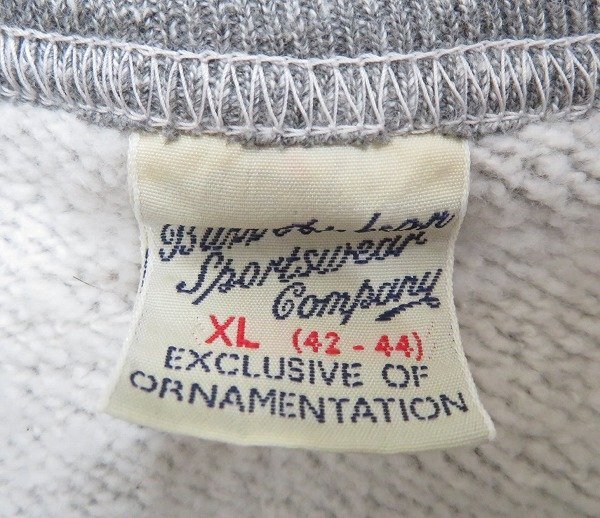 Sportswear
Company
XL (42 - 44)
EXCLUSIVE OF
ORNAMENTATION